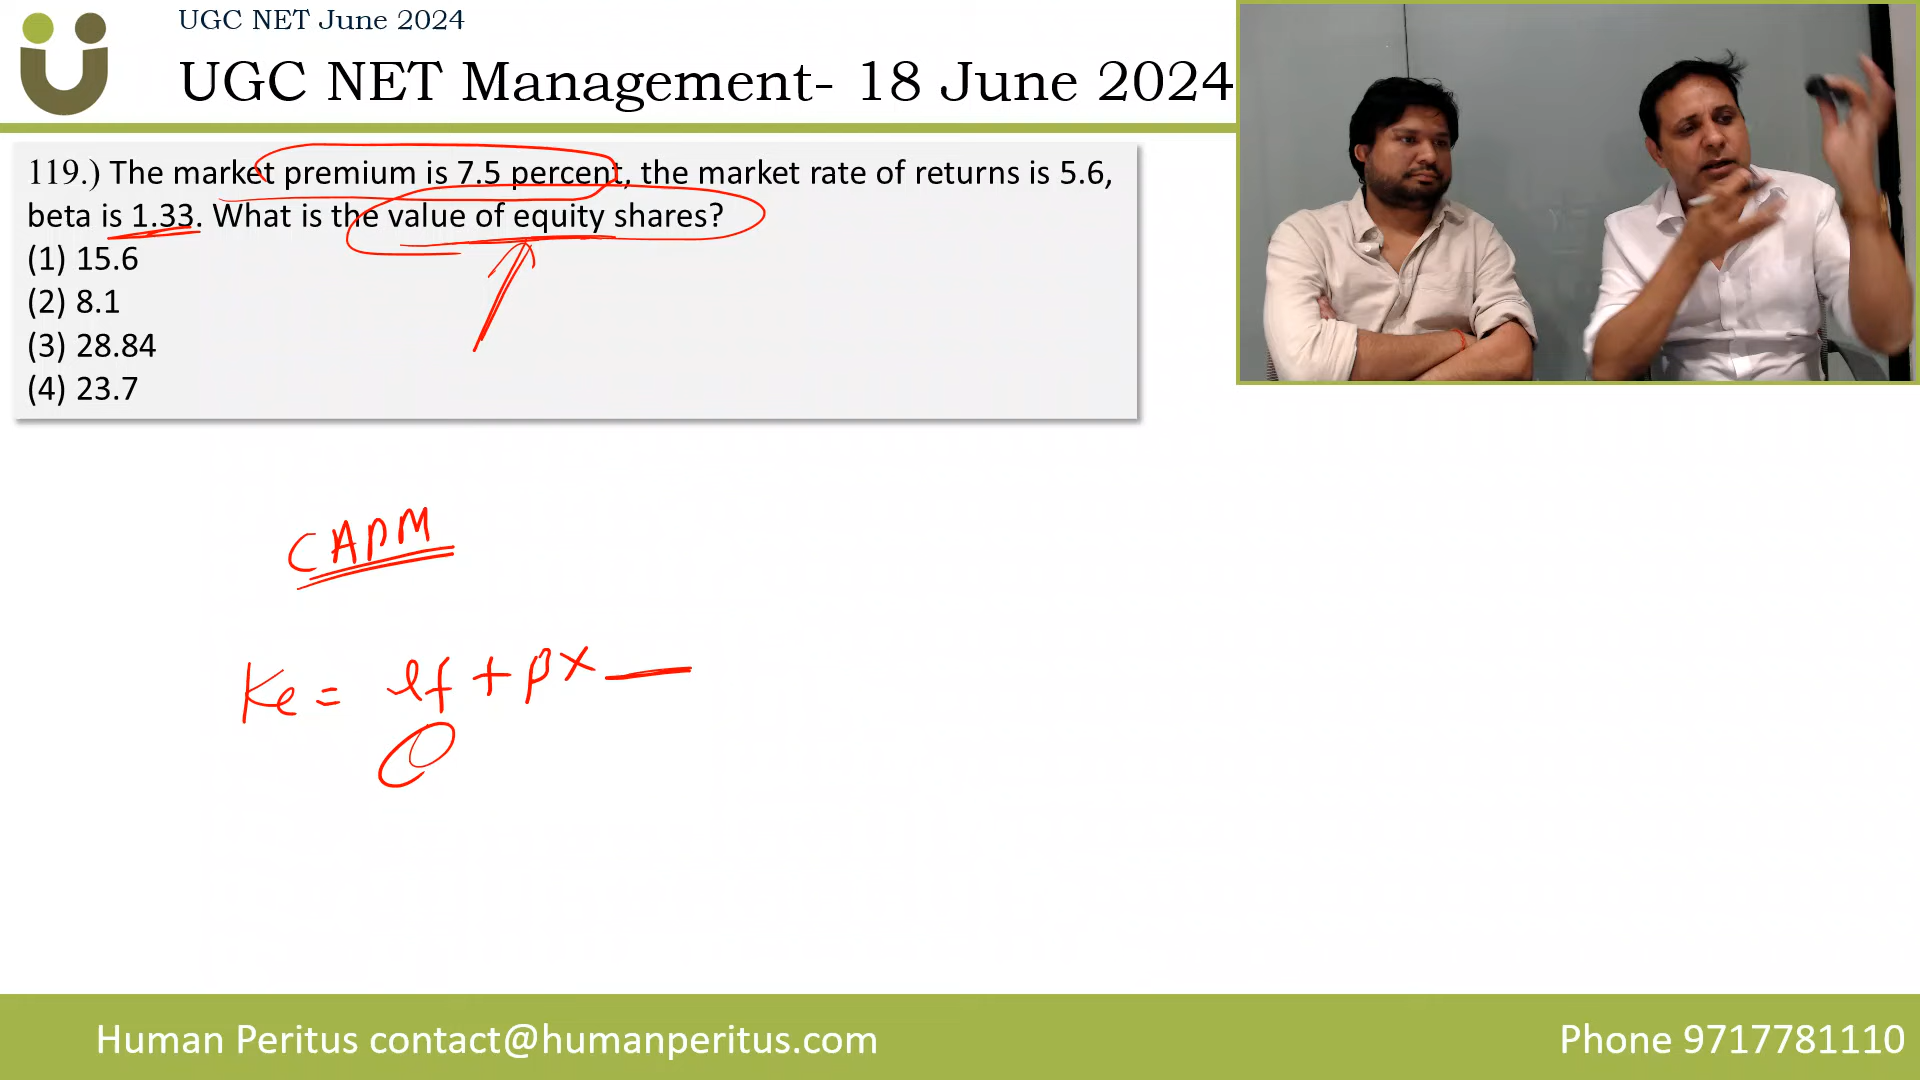 UGC NET June 2024
UGC NET Management- 18 June 2024
119.) The market premium is 7.5 percent, the market rate of returns is 5.6,
beta is 1.33. What is the value of equity shares?
(1) 15.6
(2) 8.1
(3) 28.84
(4) 23.7
CAPM
Ke = rf + β x
Human Peritus contact@humanperitus.com
Phone 9717781110